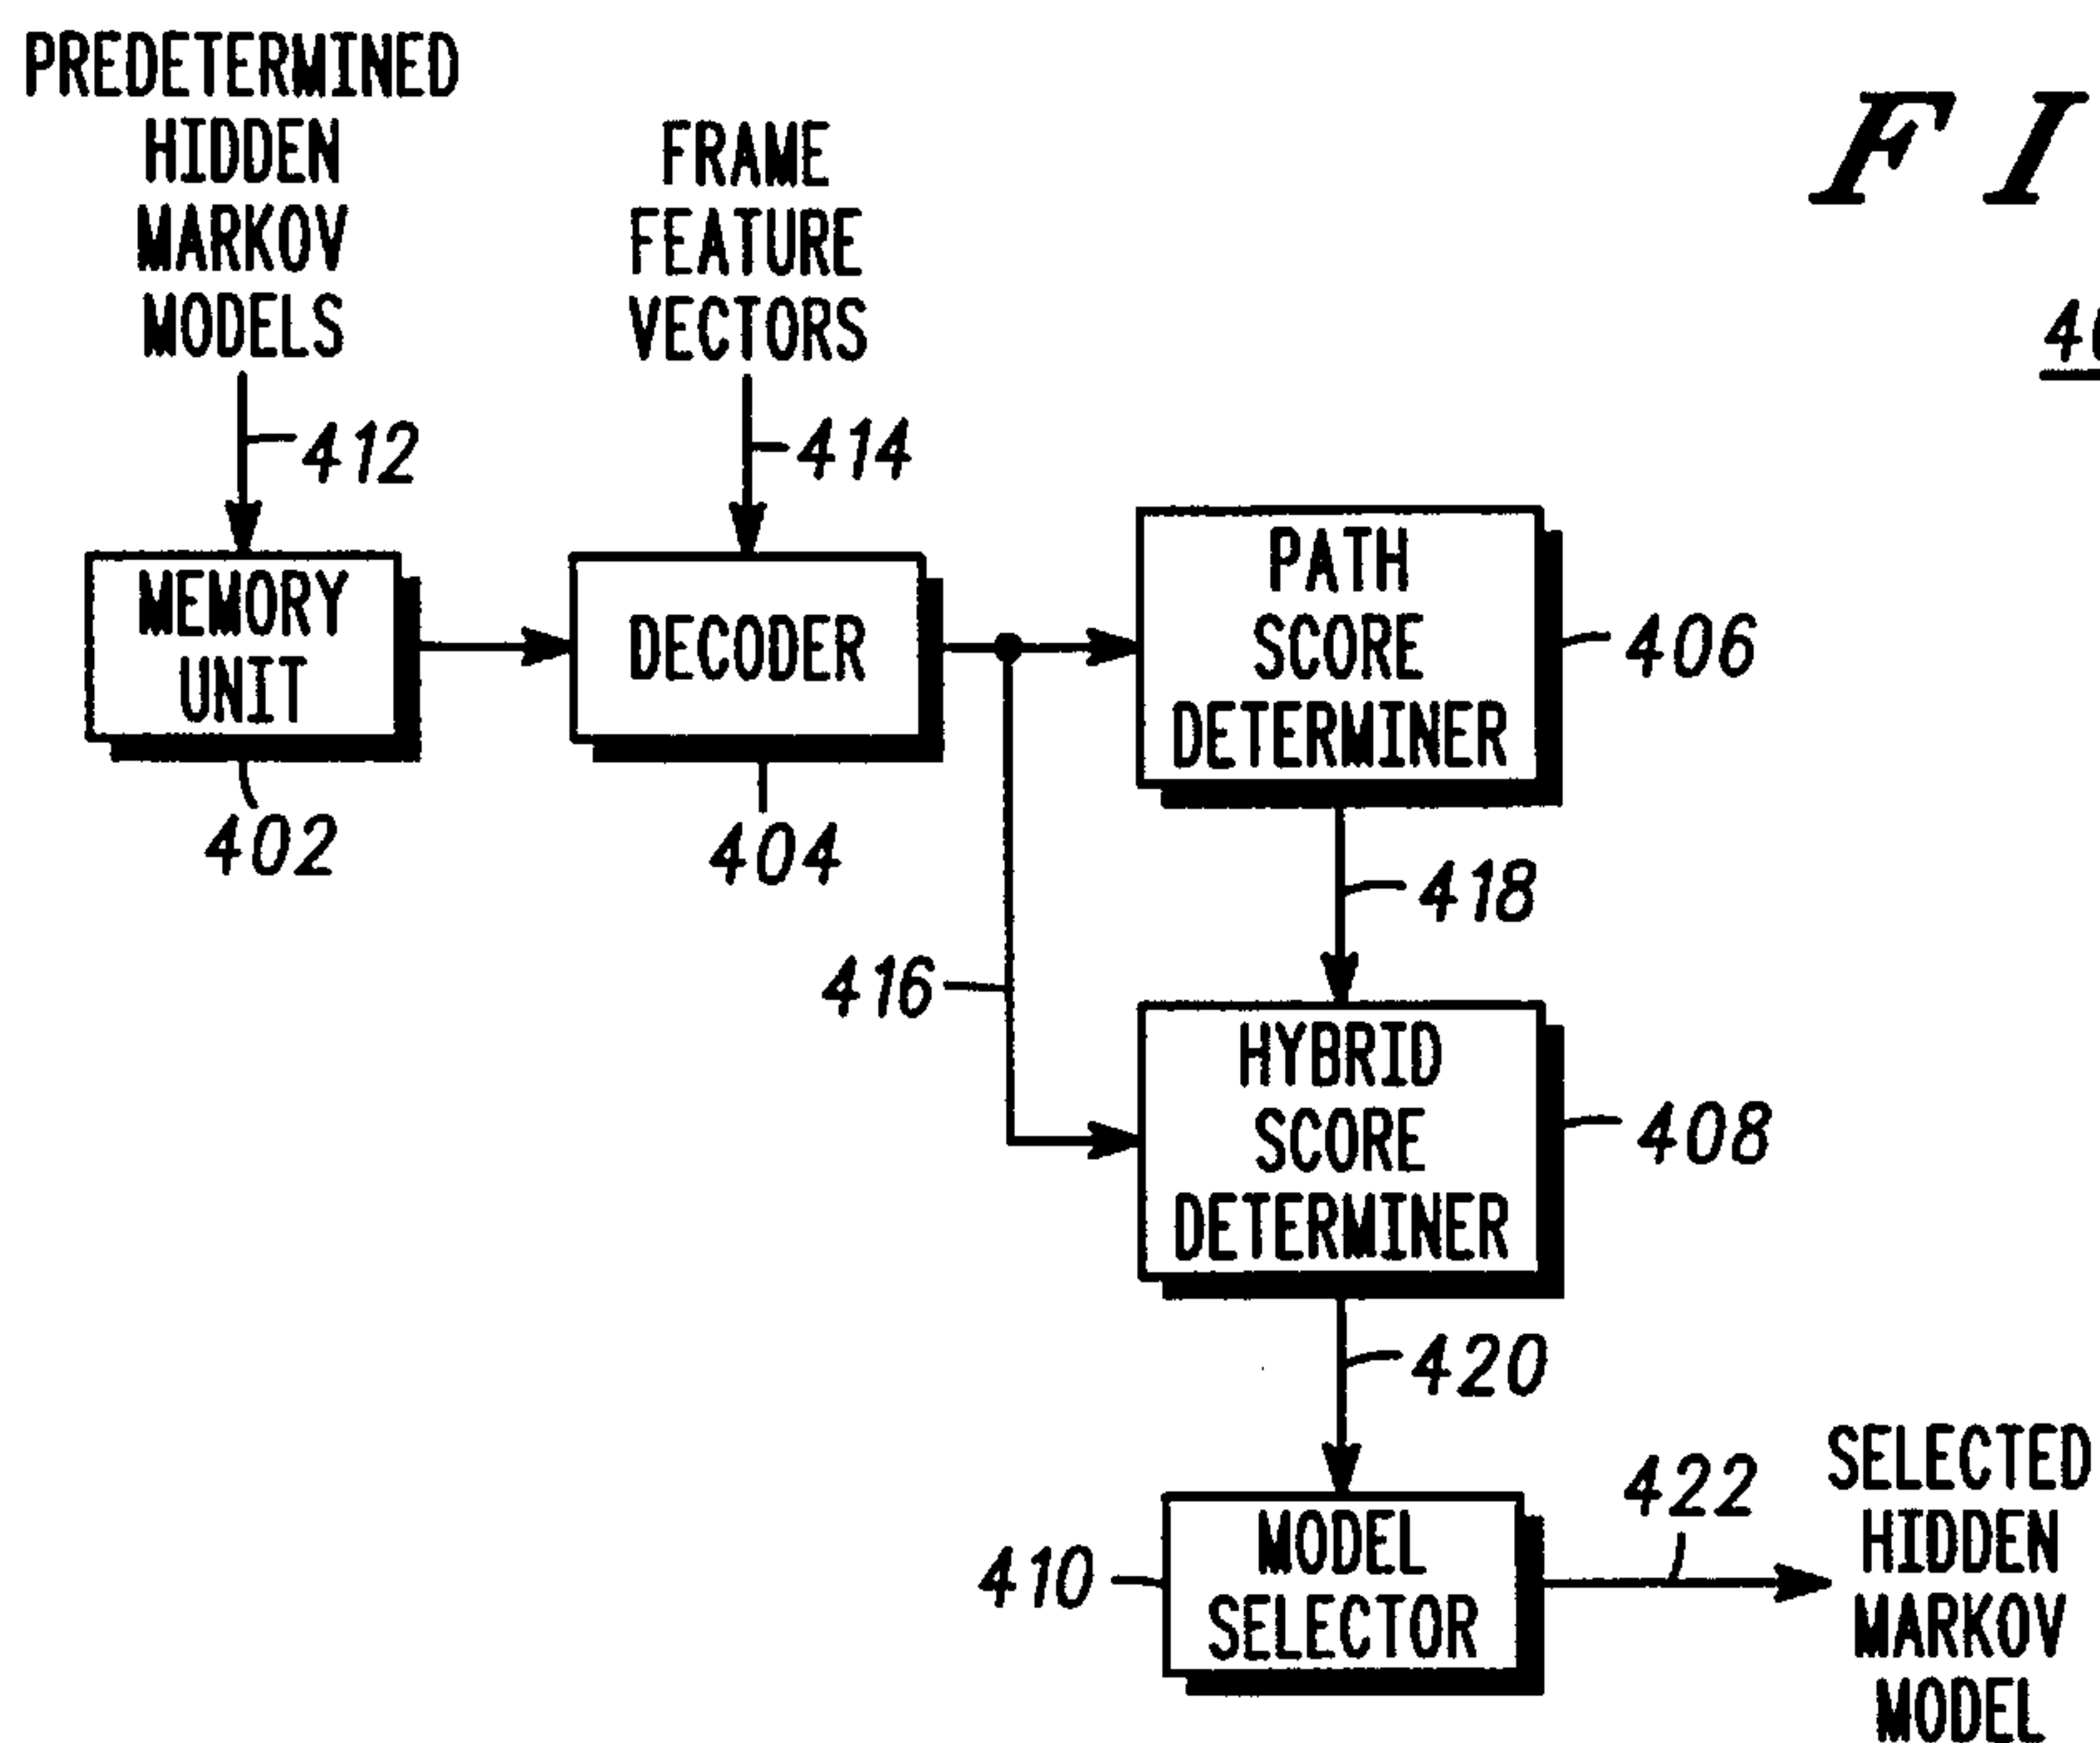 PREDETERMINED
HIDDEN
MARKOV
MODELS
FRAME
FEATURE
VECTORS
F I
412
414
MEMORY
UNIT
DECODER
PATH
SCORE
DETERMINER
406
402
404
418
416
HYBRID
SCORE
DETERMINER
408
420
MODEL
SELECTOR
410
422
SELECTED
HIDDEN
MARKOV
MODEL